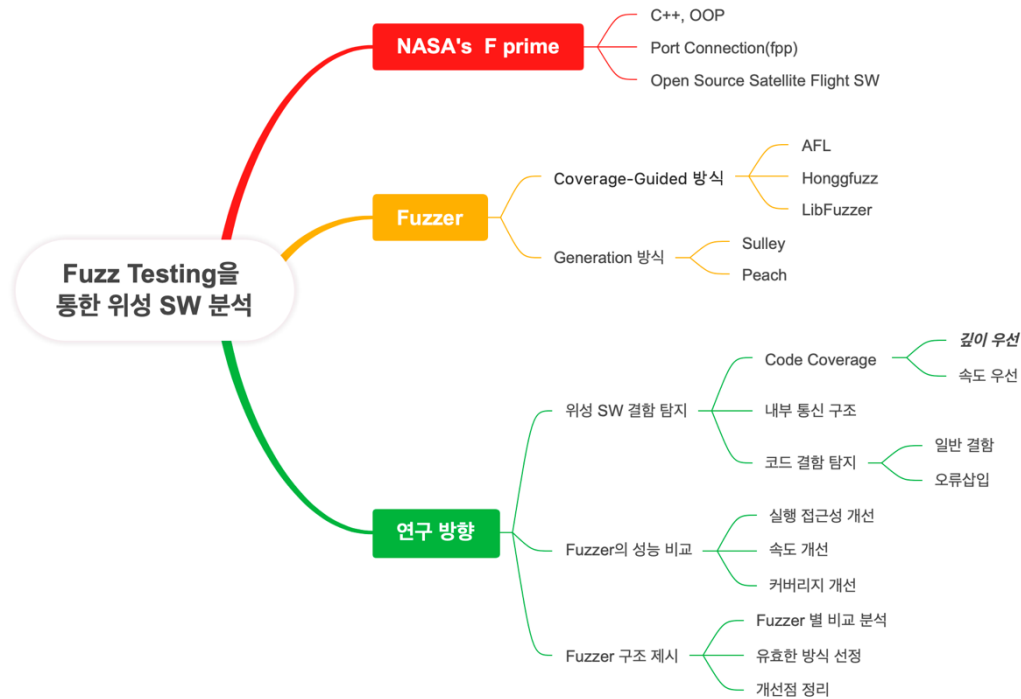 Fuzz Testing을
통한 위성 SW 분석
NASA's F prime
C++, OOP
Port Connection(fpp)
Open Source Satellite Flight SW
Fuzzer
Coverage-Guided 방식
AFL
Honggfuzz
LibFuzzer
Generation 방식
Sulley
Peach
연구 방향
위성 SW 결함 탐지
Code Coverage
깊이 우선
속도 우선
내부 통신 구조
코드 결함 탐지
일반 결함
오류삽입
Fuzzer의 성능 비교
실행 접근성 개선
속도 개선
커버리지 개선
Fuzzer 구조 제시
Fuzzer 별 비교 분석
유효한 방식 선정
개선점 정리